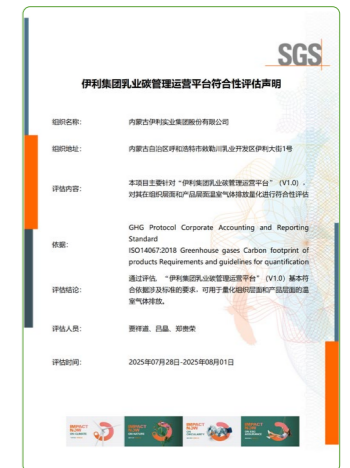 SGS
伊利集团乳业碳管理运营平台符合性评估声明
组织名称： 内蒙古伊利实业集团股份有限公司
组织地址： 内蒙古自治区呼和浩特市敕勒川乳业开发区伊利大街1号
评估内容： 本项目主要针对“伊利集团乳业碳管理运营平台”（V1.0），
对其在组织层面和产品层面温室气体排放量化进行符合性评估
依据： GHG Protocol Corporate Accounting and Reporting
Standard
ISO14067:2018 Greenhouse gases Carbon footprint of
products Requirements and guidelines for quantification
评估结论： 通过评估，“伊利集团乳业碳管理运营平台”（V1.0）基本符
合依据涉及标准的要求，可用于量化组织层面和产品层面的温
室气体排放。
评估人员： 贾祥道、吕晶、郑贵荣
评估时间： 2025年07月28日-2025年08月01日
IMPACT NOW IMPACT NOW IMPACT NOW IMPACT NOW